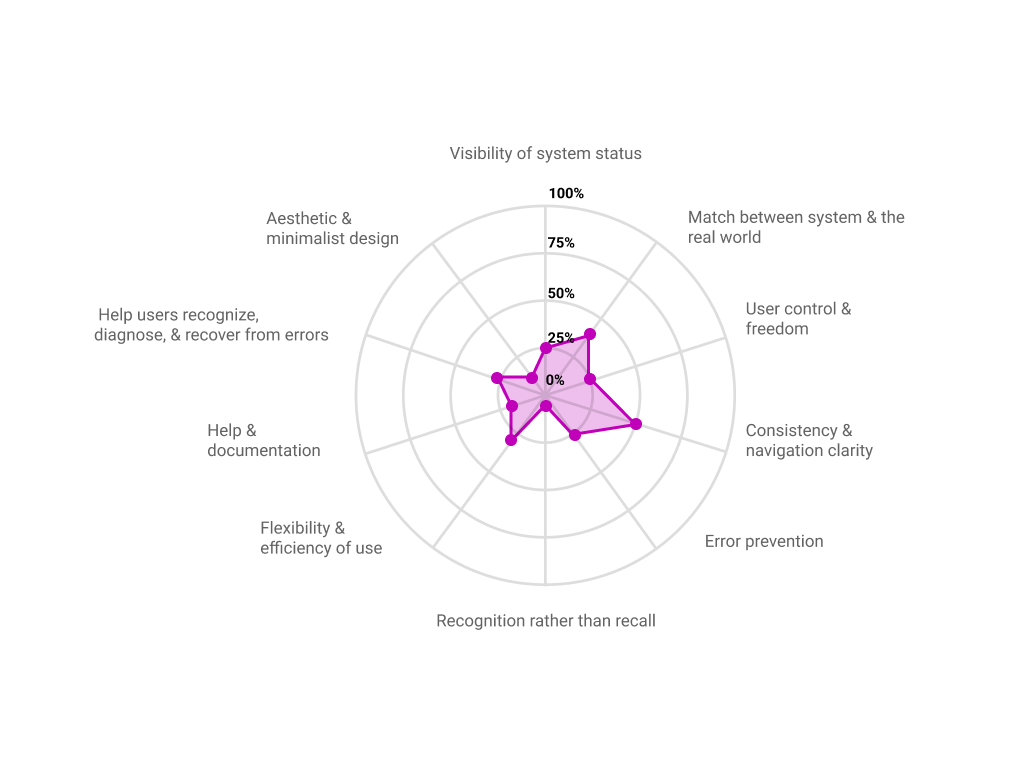 Visibility of system status
100%
Aesthetic &
minimalist design
Match between system & the
real world
75%
50%
Help users recognize,
diagnose, & recover from errors
User control &
freedom
25%
0%
Help &
documentation
Consistency &
navigation clarity
Flexibility &
efficiency of use
Error prevention
Recognition rather than recall